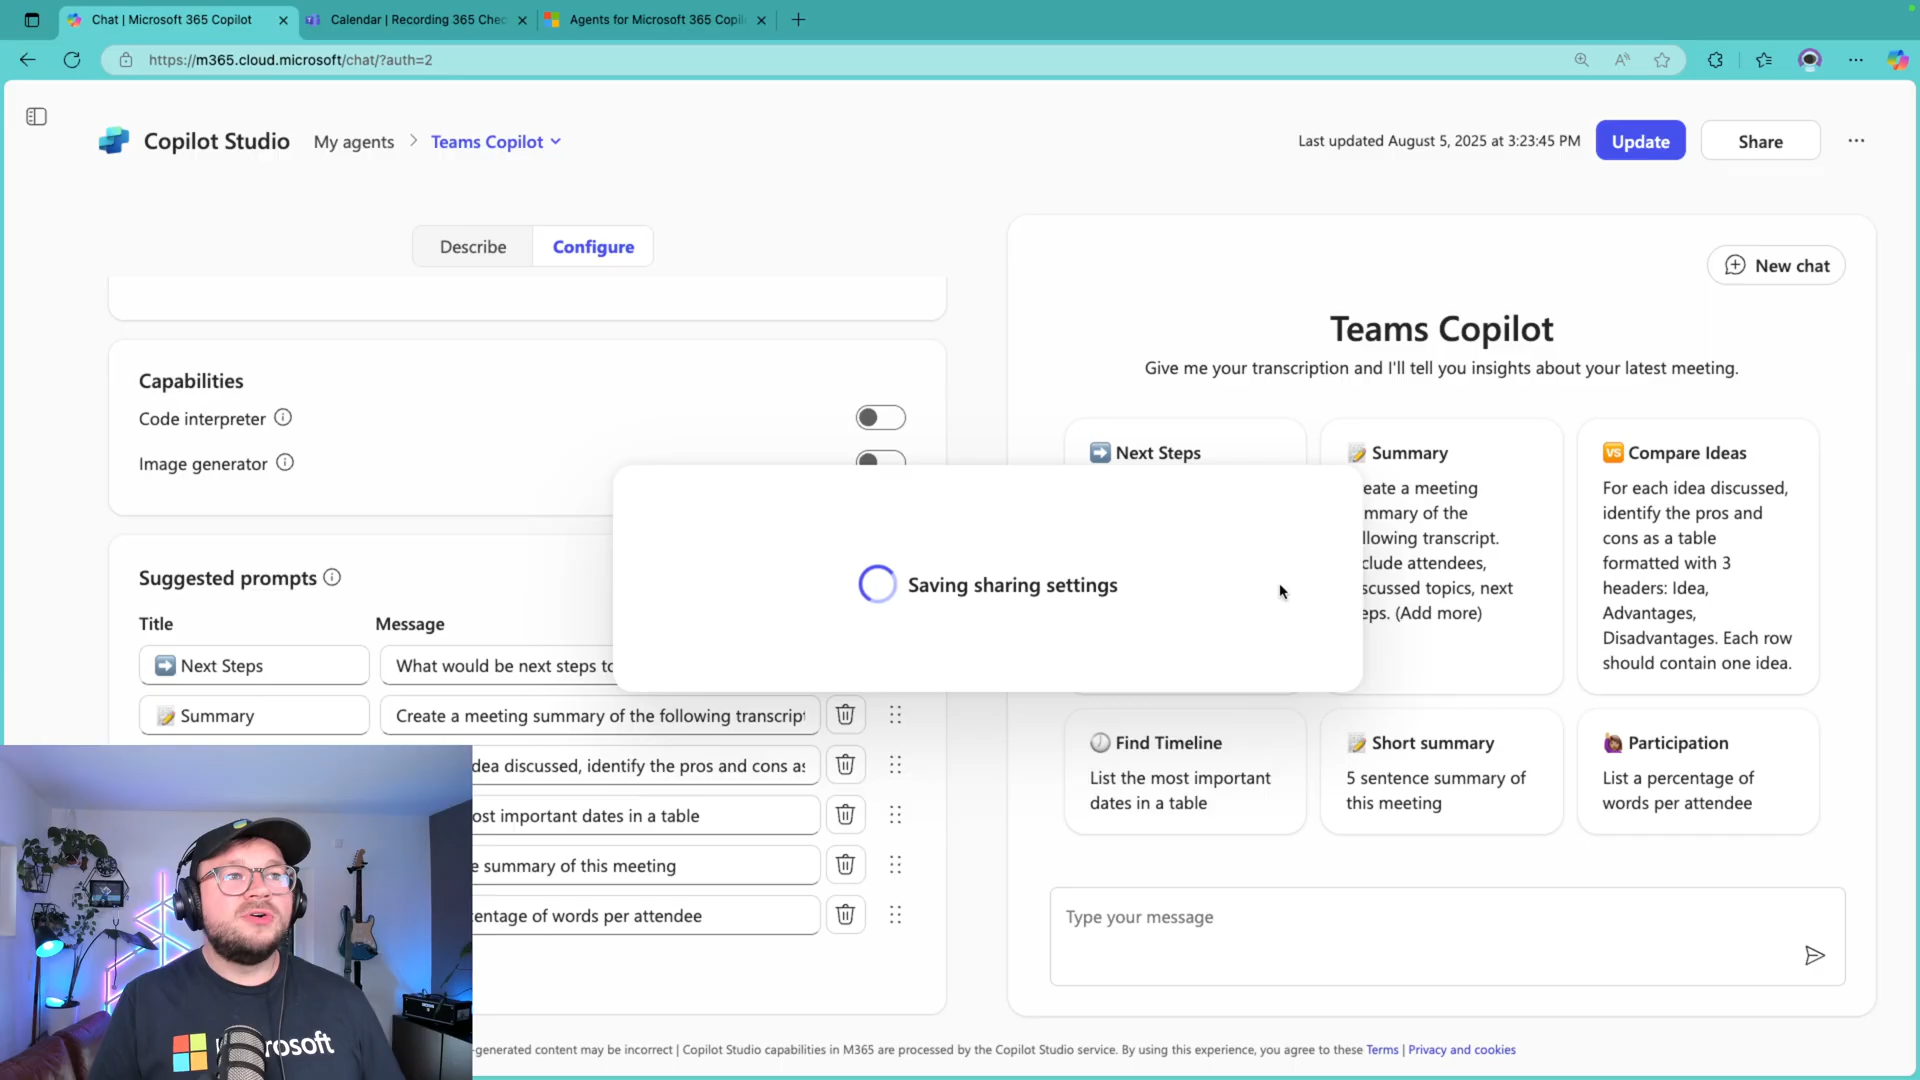 Chat | Microsoft 365 Copilot
Calendar | Recording 365 Chec
Agents for Microsoft 365 Copil
https://m365.cloud.microsoft/chat/?auth=2
Copilot Studio
My agents
Teams Copilot
Last updated August 5, 2025 at 3:23:45 PM
Update
Share
Describe
Configure
New chat
Teams Copilot
Give me your transcription and I'll tell you insights about your latest meeting.
Capabilities
Code interpreter
Image generator
Suggested prompts
Title
Message
Next Steps
What would be next steps to
Summary
Create a meeting summary of the following transcript
dea discussed, identify the pros and cons as
ost important dates in a table
e summary of this meeting
entage of words per attendee
Saving sharing settings
Next Steps
Summary
eate a meeting
mmary of the
llowing transcript.
clude attendees,
scussed topics, next
eps. (Add more)
VS Compare Ideas
For each idea discussed,
identify the pros and
cons as a table
formatted with 3
headers: Idea,
Advantages,
Disadvantages. Each row
should contain one idea.
Find Timeline
List the most important
dates in a table
Short summary
5 sentence summary of
this meeting
Participation
List a percentage of
words per attendee
Type your message
-generated content may be incorrect | Copilot Studio capabilities in M365 are processed by the Copilot Studio service. By using this experience, you agree to these Terms | Privacy and cookies